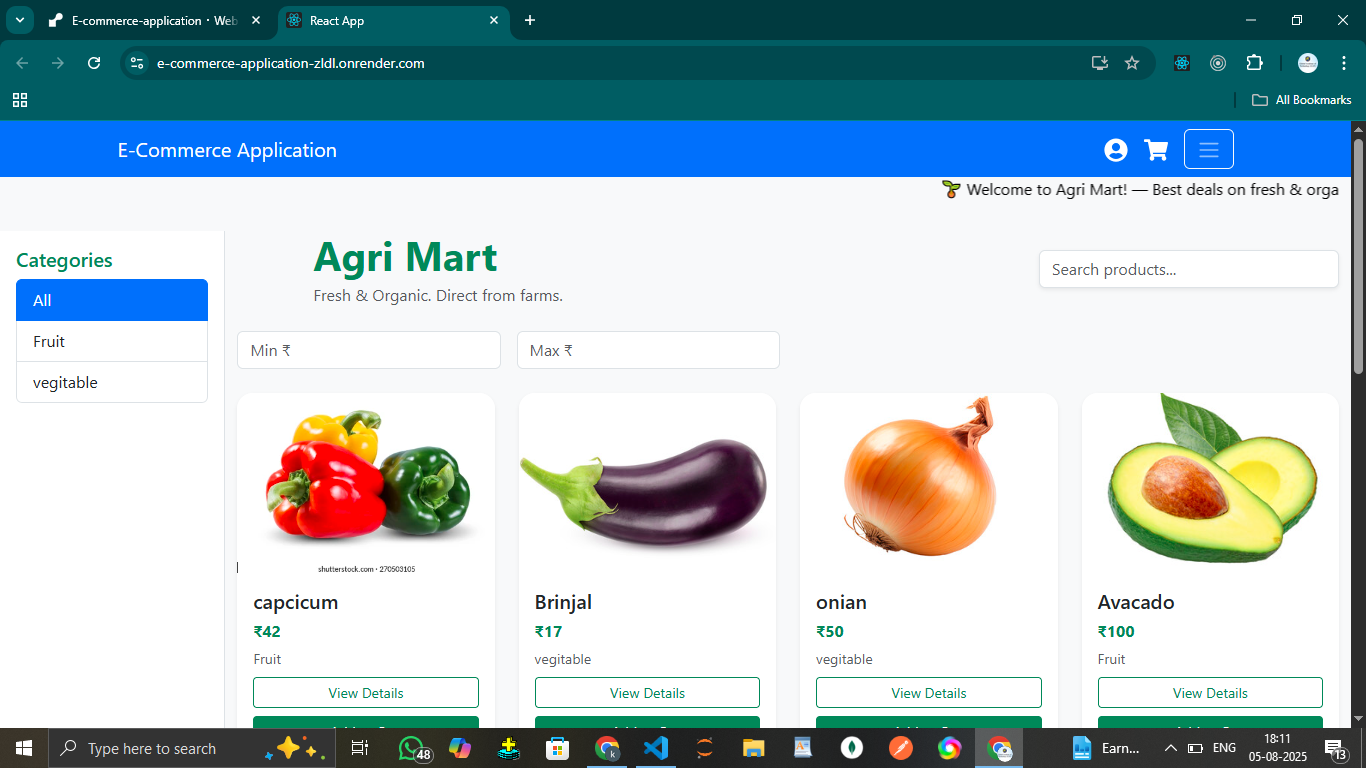 E-commerce-application · Web
React App
e-commerce-application-zldl.onrender.com
All Bookmarks
E-Commerce Application
Welcome to Agri Mart! — Best deals on fresh & orga
Categories
All
Fruit
vegitable
Agri Mart
Fresh & Organic. Direct from farms.
Search products...
Min ₹
Max ₹
shutterstock.com · 270503105
capcicum
₹42
Fruit
View Details
Brinjal
₹17
vegitable
View Details
onian
₹50
vegitable
View Details
Avacado
₹100
Fruit
View Details
Type here to search
48
k
Earn...
ENG
18:11
05-08-2025
13